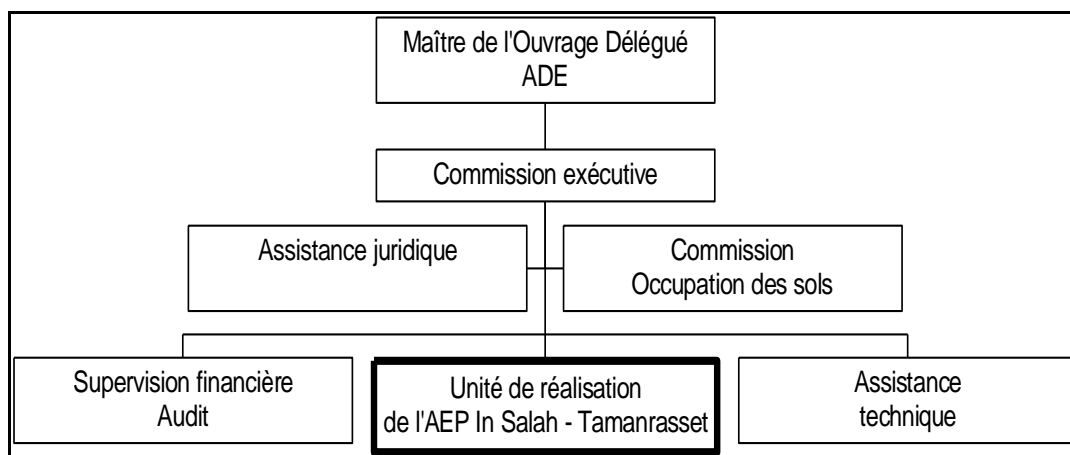 Maître de l'Ouvrage Délégué
ADE
Commission exécutive
Assistance juridique
Commission
Occupation des sols
Supervision financière
Audit
Unité de réalisation
de l'AEP In Salah - Tamanrasset
Assistance
technique